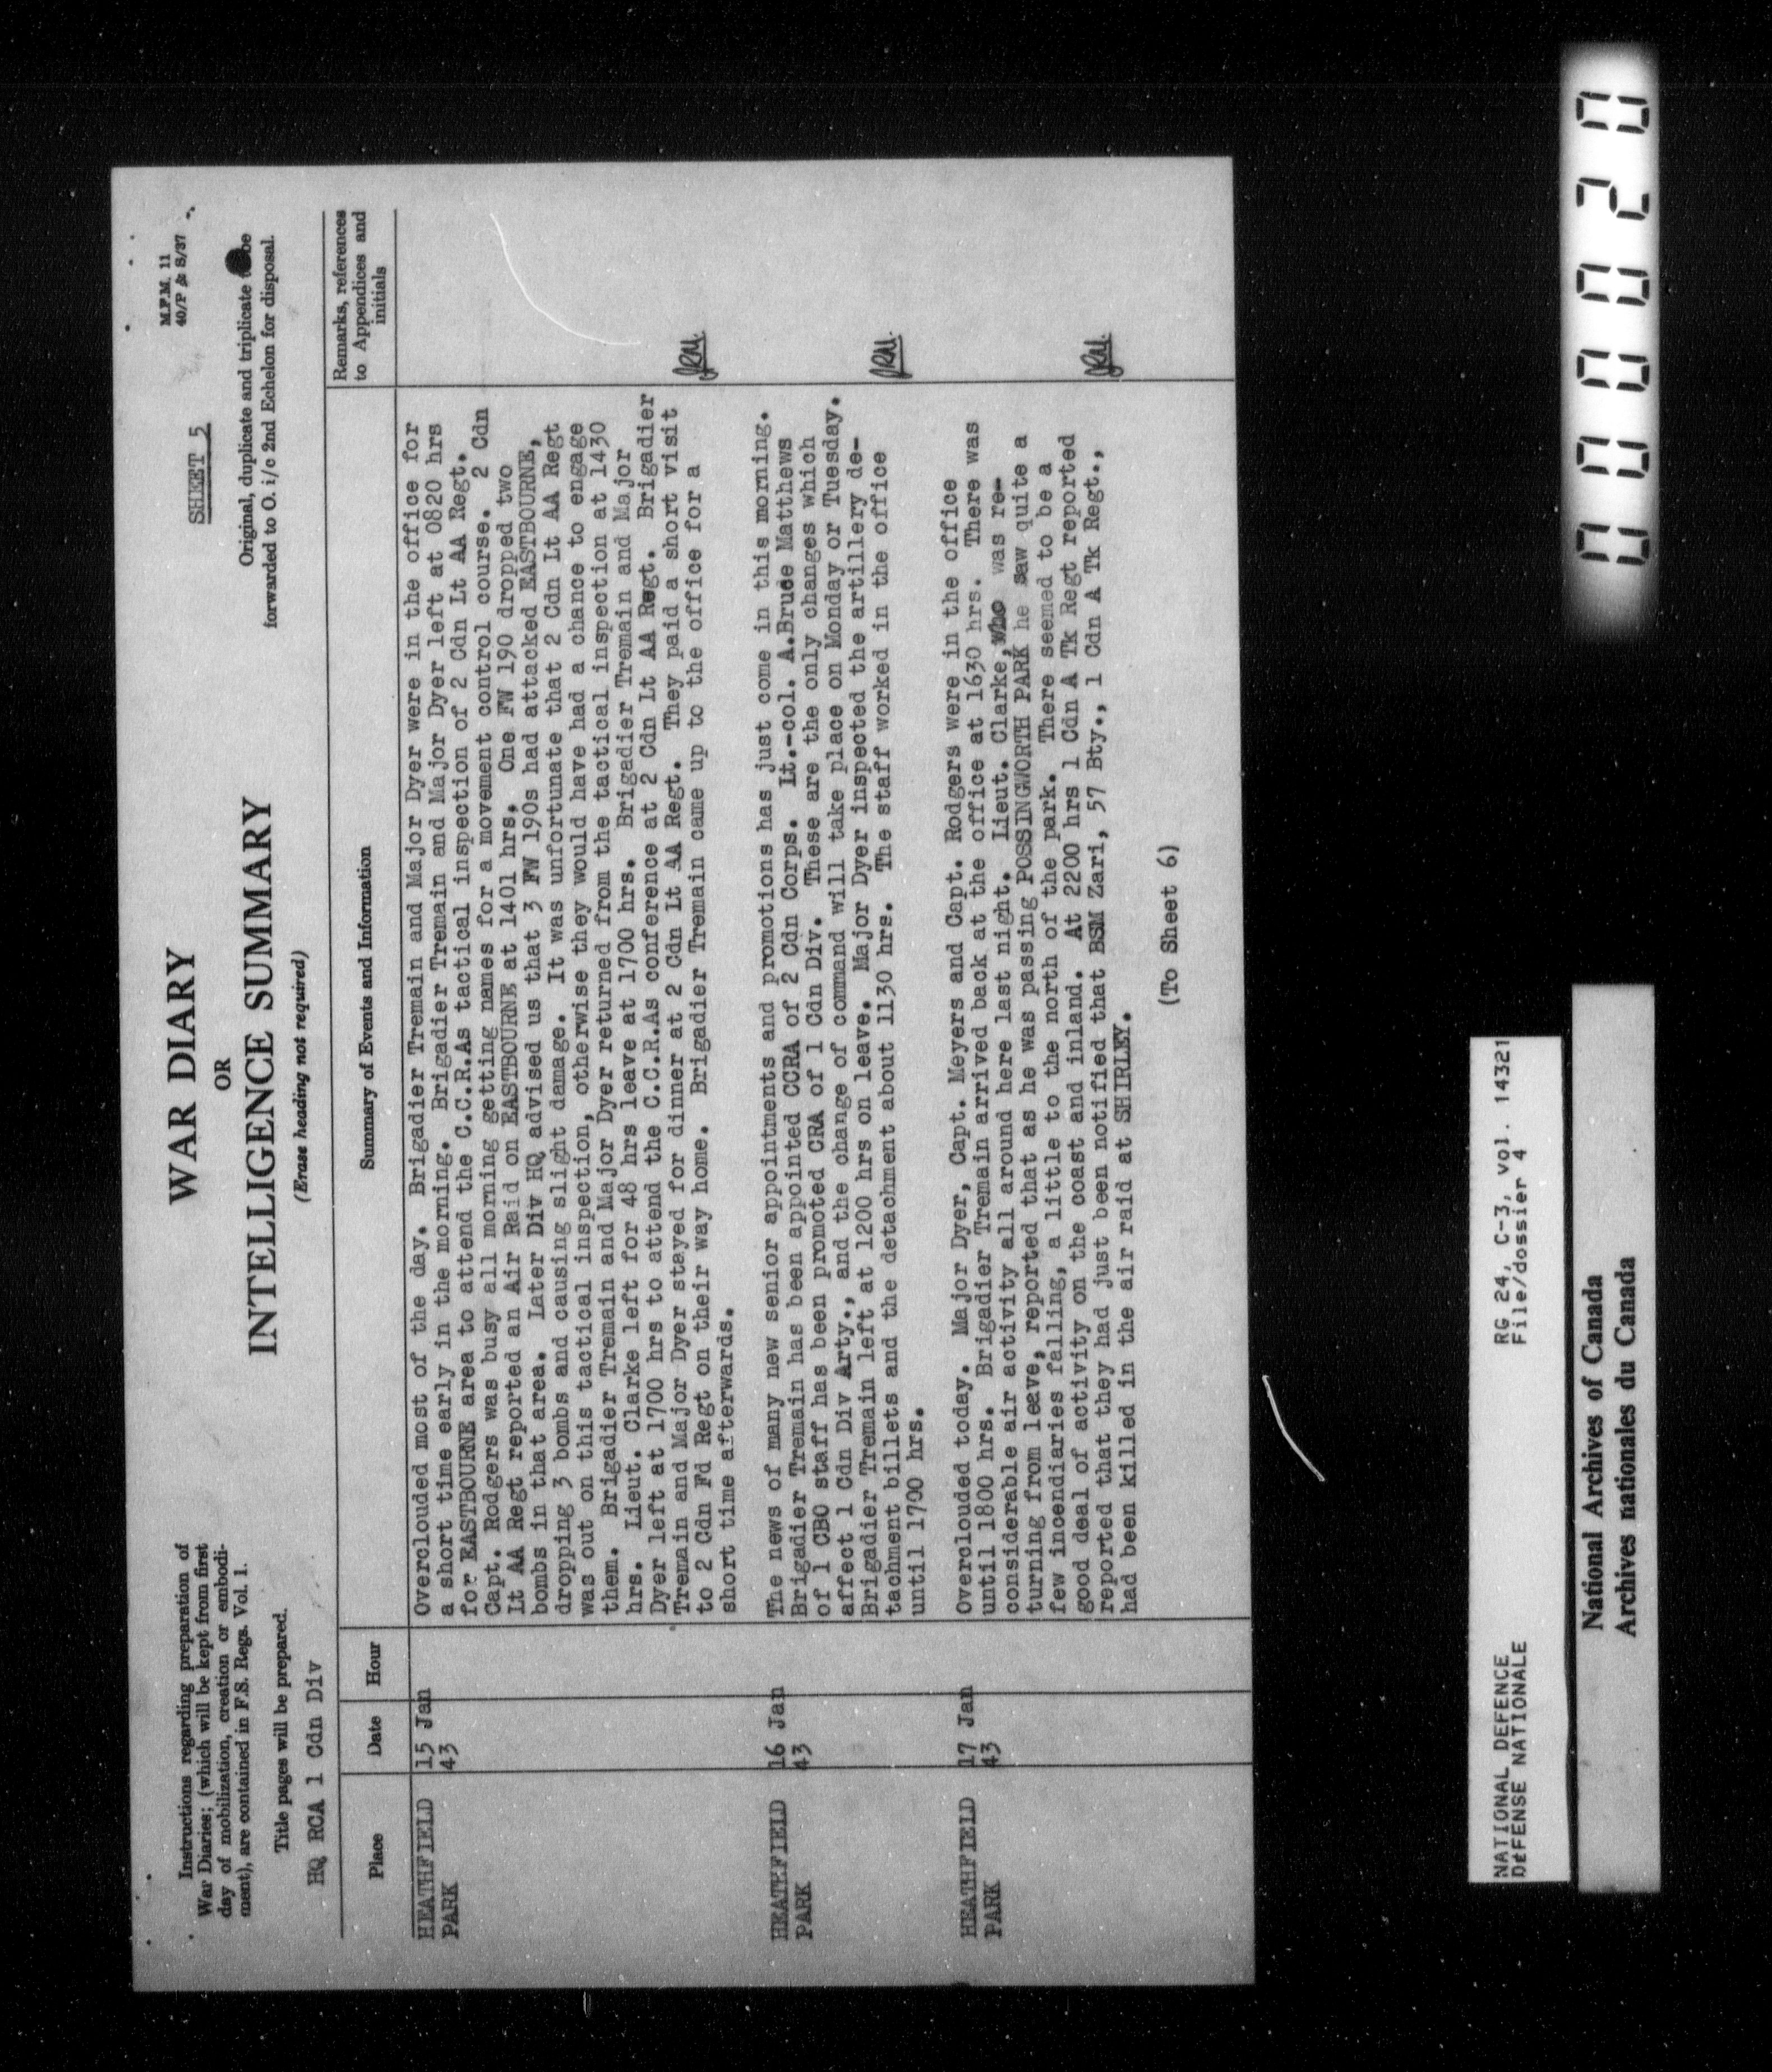 Instructions regarding preparation of
War Diaries; (which will be kept from first
day of mobilization, creation or embodi-
ment), are contained in F.S. Regs. Vol. 1.
Title pages will be prepared.
HQ RCA 1 Cdn Div
WAR DIARY
OR
INTELLIGENCE SUMMARY
(Erase heading not required)
SHEET 5
M.F.M. 11
40/P & S/37
Original, duplicate and triplicate to be
forwarded to O. i/c 2nd Echelon for disposal.
Place Date Hour Summary of Events and Information Remarks, references
to Appendices and
initials
HEATHFIELD 15 Jan Overclouded most of the day. Brigadier Tremain and Major Dyer were in the office for
PARK 43 a short time early in the morning. Brigadier Tremain and Major Dyer left at 0820 hrs
for EASTBOURNE area to attend the C.C.R.As tactical inspection of 2 Cdn Lt AA Regt.
Capt. Rodgers was busy all morning getting names for a movement control course. 2 Cdn
Lt AA Regt reported an Air Raid on EASTBOURNE at 1401 hrs. One FW 190 dropped two
bombs in that area. Later Div HQ advised us that 3 FW 190s had attacked EASTBOURNE,
dropping 3 bombs and causing slight damage. It was unfortunate that 2 Cdn Lt AA Regt
was out on this tactical inspection, otherwise they would have had a chance to engage
them. Brigadier Tremain and Major Dyer returned from the tactical inspection at 1430
hrs. Lieut. Clarke left for 48 hrs leave at 1700 hrs. Brigadier Tremain and Major
Dyer left at 1700 hrs to attend the C.C.R.As conference at 2 Cdn Lt AA Regt. Brigadier
Tremain and Major Dyer stayed for dinner at 2 Cdn Lt AA Regt. They paid a short visit
to 2 Cdn Fd Regt on their way home. Brigadier Tremain came up to the office for a
short time afterwards.
HEATHFIELD 16 Jan The news of many new senior appointments and promotions has just come in this morning.
PARK 43 Brigadier Tremain has been appointed CCRA of 2 Cdn Corps. Lt.-col. A.Bruce Matthews
of 1 CBO staff has been promoted CRA of 1 Cdn Div. These are the only changes which
affect 1 Cdn Div Arty., and the change of command will take place on Monday or Tuesday.
Brigadier Tremain left at 1200 hrs on leave. Major Dyer inspected the artillery de-
tachment billets and the detachment about 1130 hrs. The staff worked in the office
until 1700 hrs.
HEATHFIELD 17 Jan Overclouded today. Major Dyer, Capt. Meyers and Capt. Rodgers were in the office
PARK 43 until 1800 hrs. Brigadier Tremain arrived back at the office at 1630 hrs. There was
considerable air activity all around here last night. Lieut. Clarke, who was re-
turning from leave, reported that as he was passing POSSINGWORTH PARK he saw quite a
few incendiaries falling, a little to the north of the park. There seemed to be a
good deal of activity on the coast and inland. At 2200 hrs 1 Cdn A Tk Regt reported
reported that they had just been notified that BSM Zari, 57 Bty., 1 Cdn A Tk Regt.,
had been killed in the air raid at SHIRLEY.
(To Sheet 6)
NATIONAL DEFENCE RG 24, C-3, vol. 14321
DéFENSE NATIONALE File/dossier 4
National Archives of Canada
Archives nationales du Canada
000020